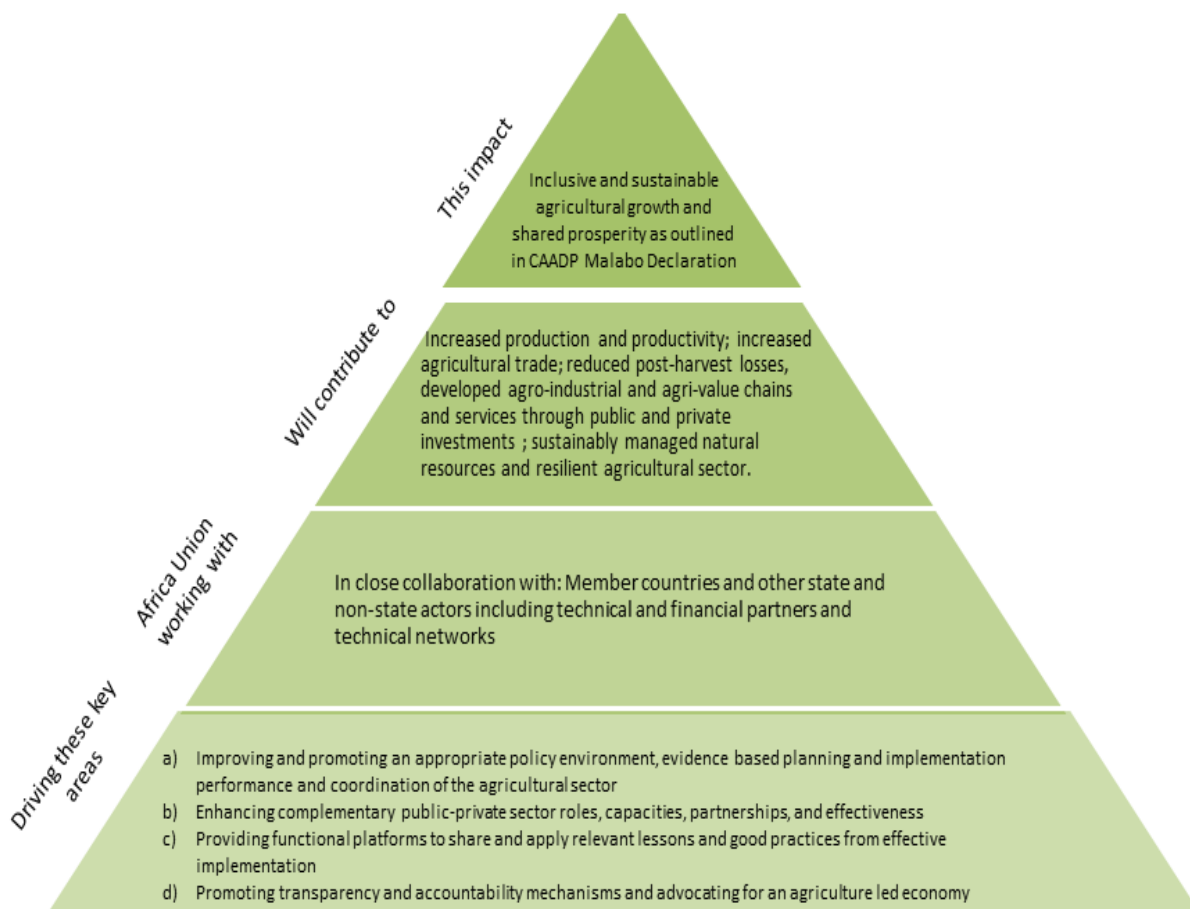 This impact
Inclusive and sustainable
agricultural growth and
shared prosperity as outlined
in CAADP Malabo Declaration
Will contribute to
Increased production and productivity; increased
agricultural trade; reduced post-harvest losses,
developed agro-industrial and agri-value chains
and services through public and private
investments ; sustainably managed natural
resources and resilient agricultural sector.
Africa Union
working with
In close collaboration with: Member countries and other state and
non-state actors including technical and financial partners and
technical networks
Driving these key
areas
a) Improving and promoting an appropriate policy environment, evidence based planning and implementation
performance and coordination of the agricultural sector
b) Enhancing complementary public-private sector roles, capacities, partnerships, and effectiveness
c) Providing functional platforms to share and apply relevant lessons and good practices from effective
implementation
d) Promoting transparency and accountability mechanisms and advocating for an agriculture led economy